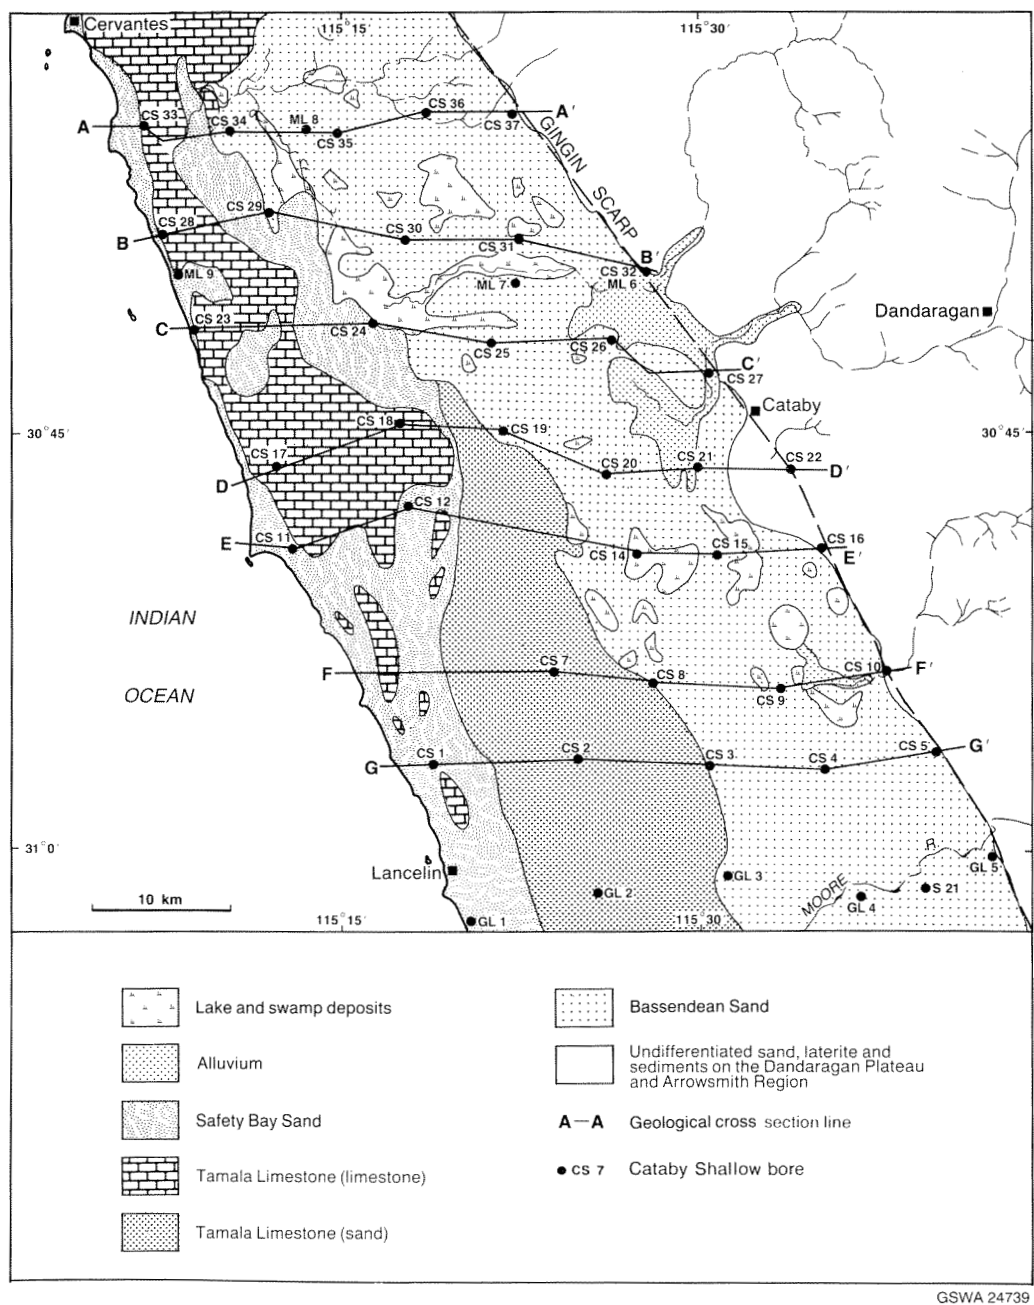 Cervantes
115°15'
115°30'
A
CS 33
CS 34
ML 8
CS 35
CS 36
CS 37
A'
GINGIN SCARP
B
CS 28
CS 29
CS 30
CS 31
CS 32
B'
ML 9
ML 7
ML 6
C
CS 23
CS 24
CS 25
CS 26
C'
CS 27
Dandaragan
Cataby
30°45'
30°45'
D
CS 17
CS 18
CS 19
CS 20
CS 21
CS 22
D'
E
CS 11
CS 12
CS 14
CS 15
CS 16
E'
INDIAN
OCEAN
F
CS 7
CS 8
CS 9
CS 10
F'
G
CS 1
CS 2
CS 3
CS 4
CS 5
G'
31°0'
Lancelin
10 km
GL 1
GL 2
GL 3
MOORE R.
GL 4
S 21
GL 5
115°15'
115°30'
Lake and swamp deposits
Alluvium
Safety Bay Sand
Tamala Limestone (limestone)
Tamala Limestone (sand)
Bassendean Sand
Undifferentiated sand, laterite and
sediments on the Dandaragan Plateau
and Arrowsmith Region
A—A Geological cross section line
CS 7 Cataby Shallow bore
GSWA 24739